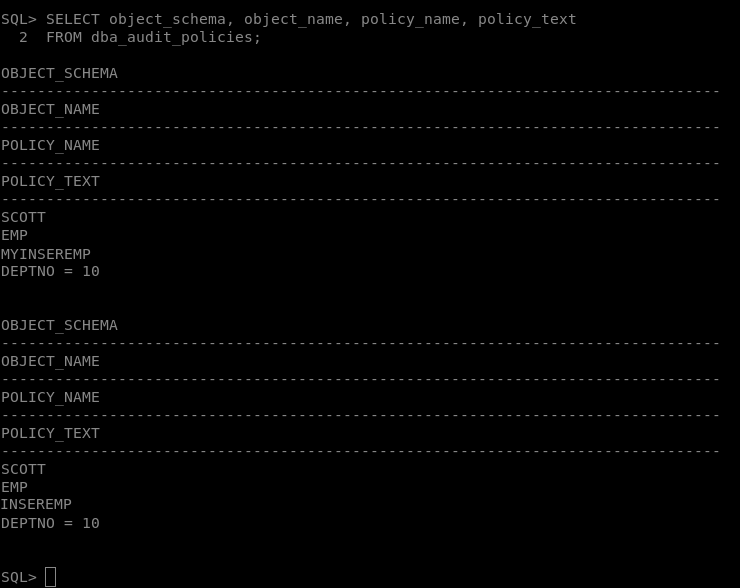 SQL> SELECT object_schema, object_name, policy_name, policy_text
  2  FROM dba_audit_policies;
OBJECT_SCHEMA
--------------------------------------------------------------------------------
OBJECT_NAME
--------------------------------------------------------------------------------
POLICY_NAME
--------------------------------------------------------------------------------
POLICY_TEXT
--------------------------------------------------------------------------------
SCOTT
EMP
MYINSEREMP
DEPTNO = 10
OBJECT_SCHEMA
--------------------------------------------------------------------------------
OBJECT_NAME
--------------------------------------------------------------------------------
POLICY_NAME
--------------------------------------------------------------------------------
POLICY_TEXT
--------------------------------------------------------------------------------
SCOTT
EMP
INSEREMP
DEPTNO = 10
SQL>